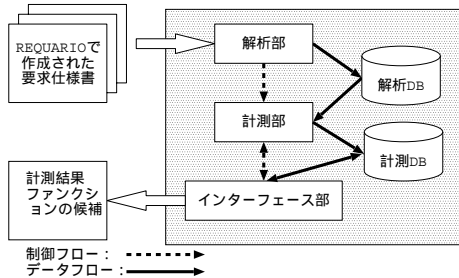 REQUARIOで
作成された
要求仕様書
解析部
解析DB
計測部
計測DB
計測結果
ファンクシ
ョンの候補
インターフェース部
制御フロー：
データフロー：